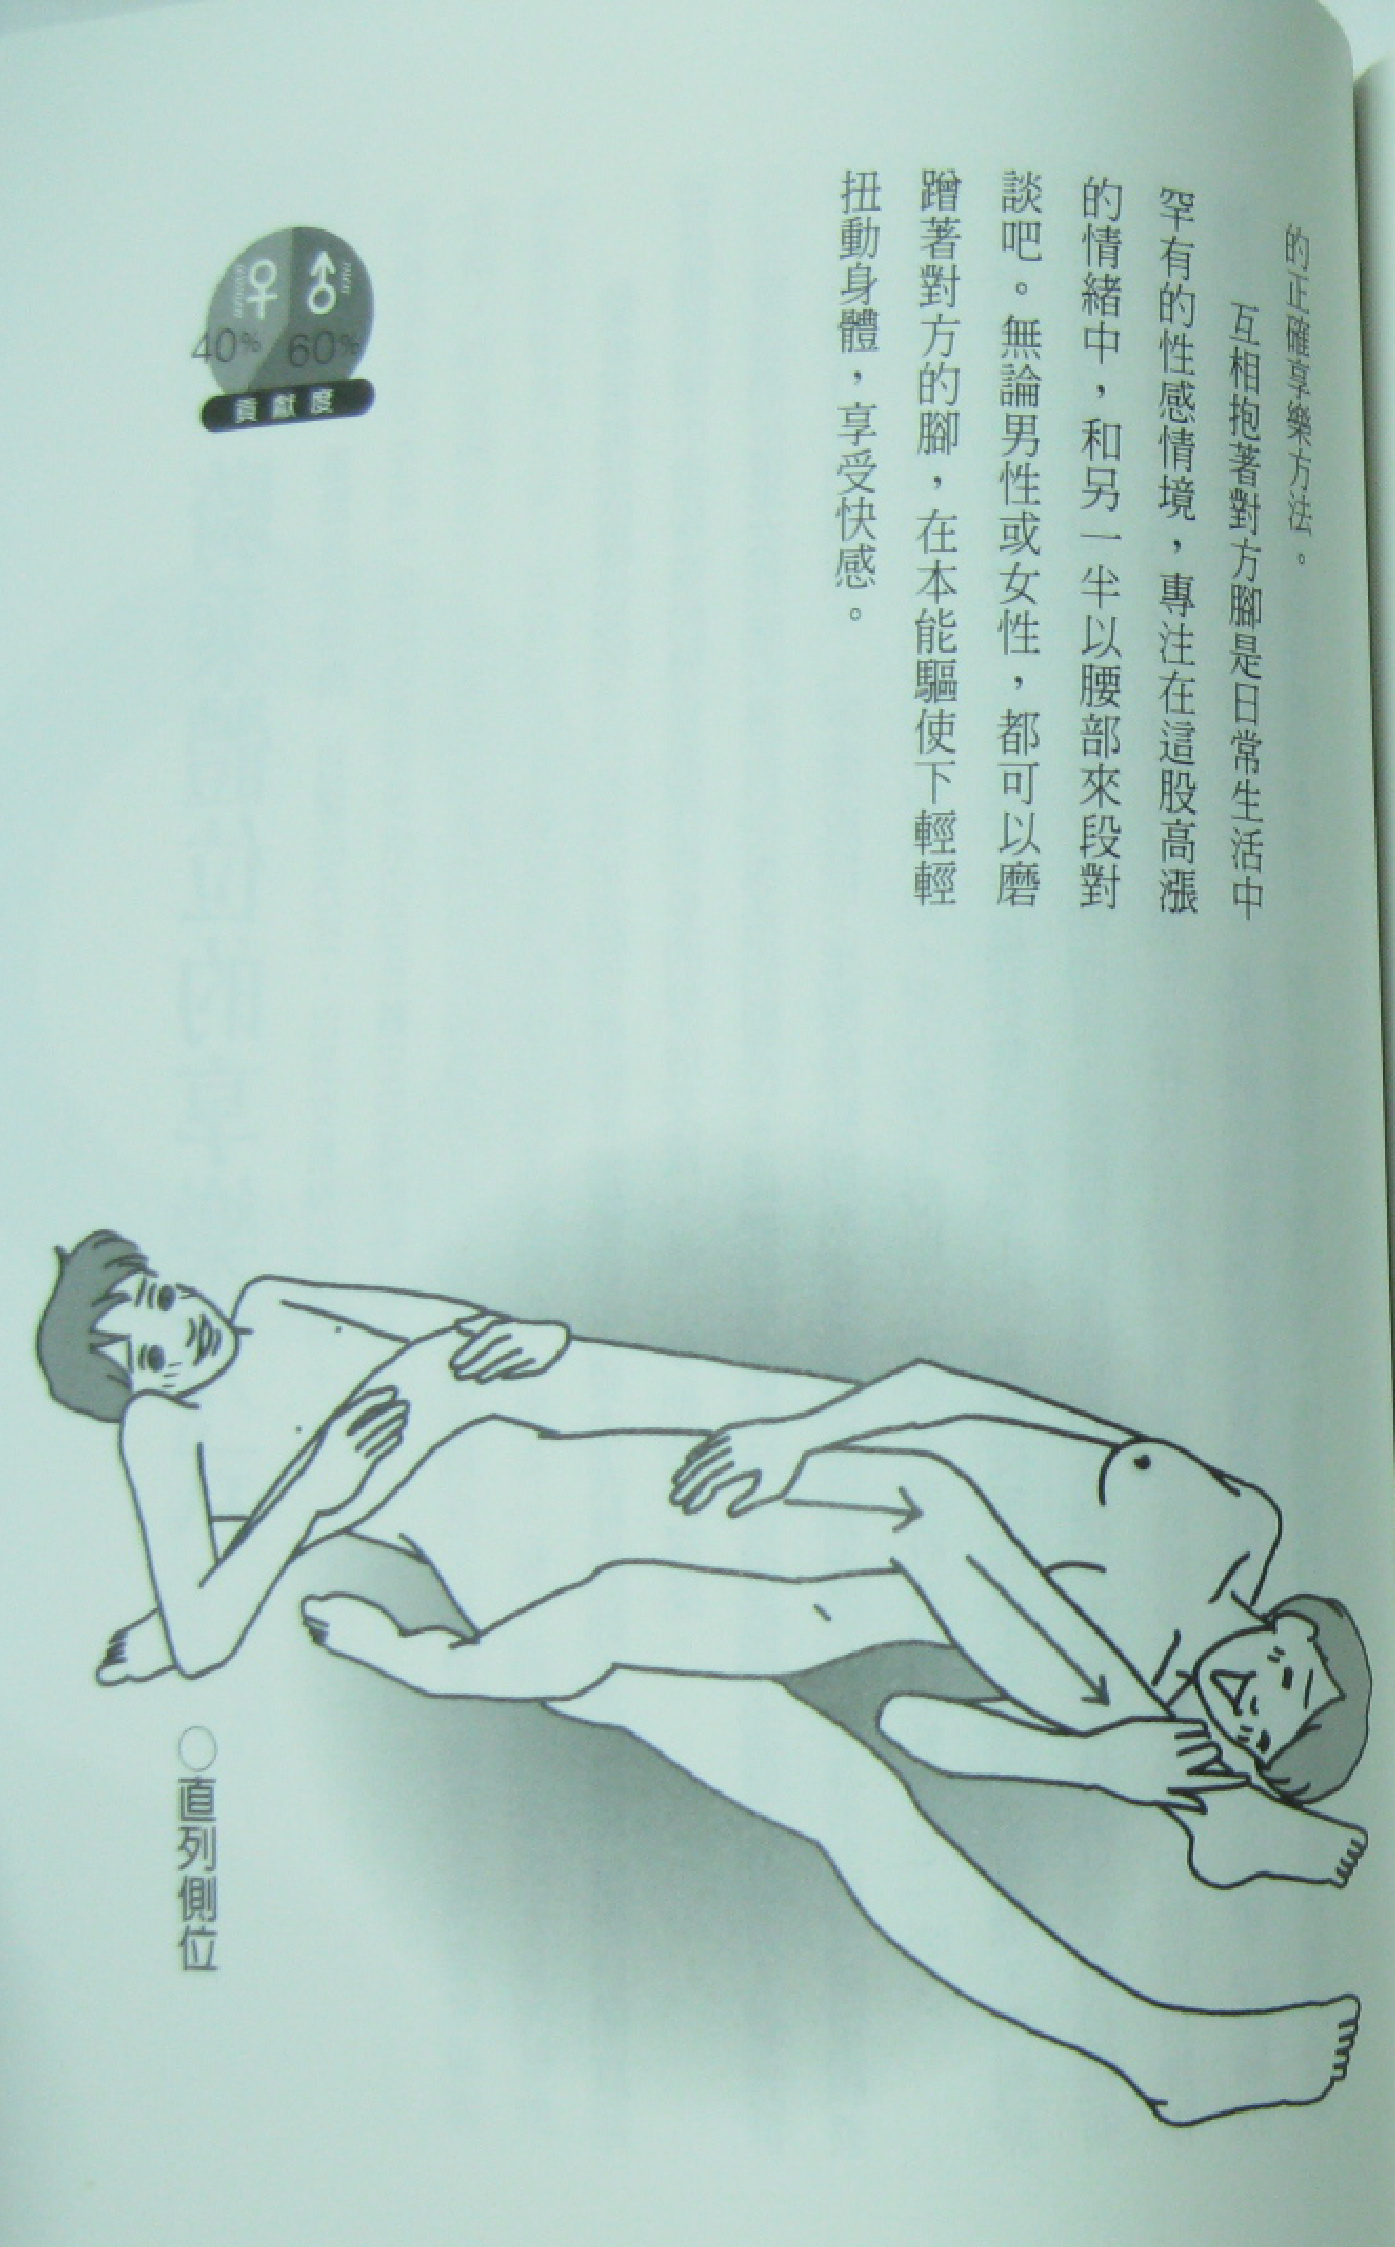 的正確享樂方法。
互相抱著對方腳是日常生活中
罕有的性感情境，專注在這股高漲
的情緒中，和另一半以腰部來段對
談吧。無論男性或女性，都可以磨
蹭著對方的腳，在本能驅使下輕輕
扭動身體，享受快感。
♀ ♂
40% 60%
貢獻度
○直列側位